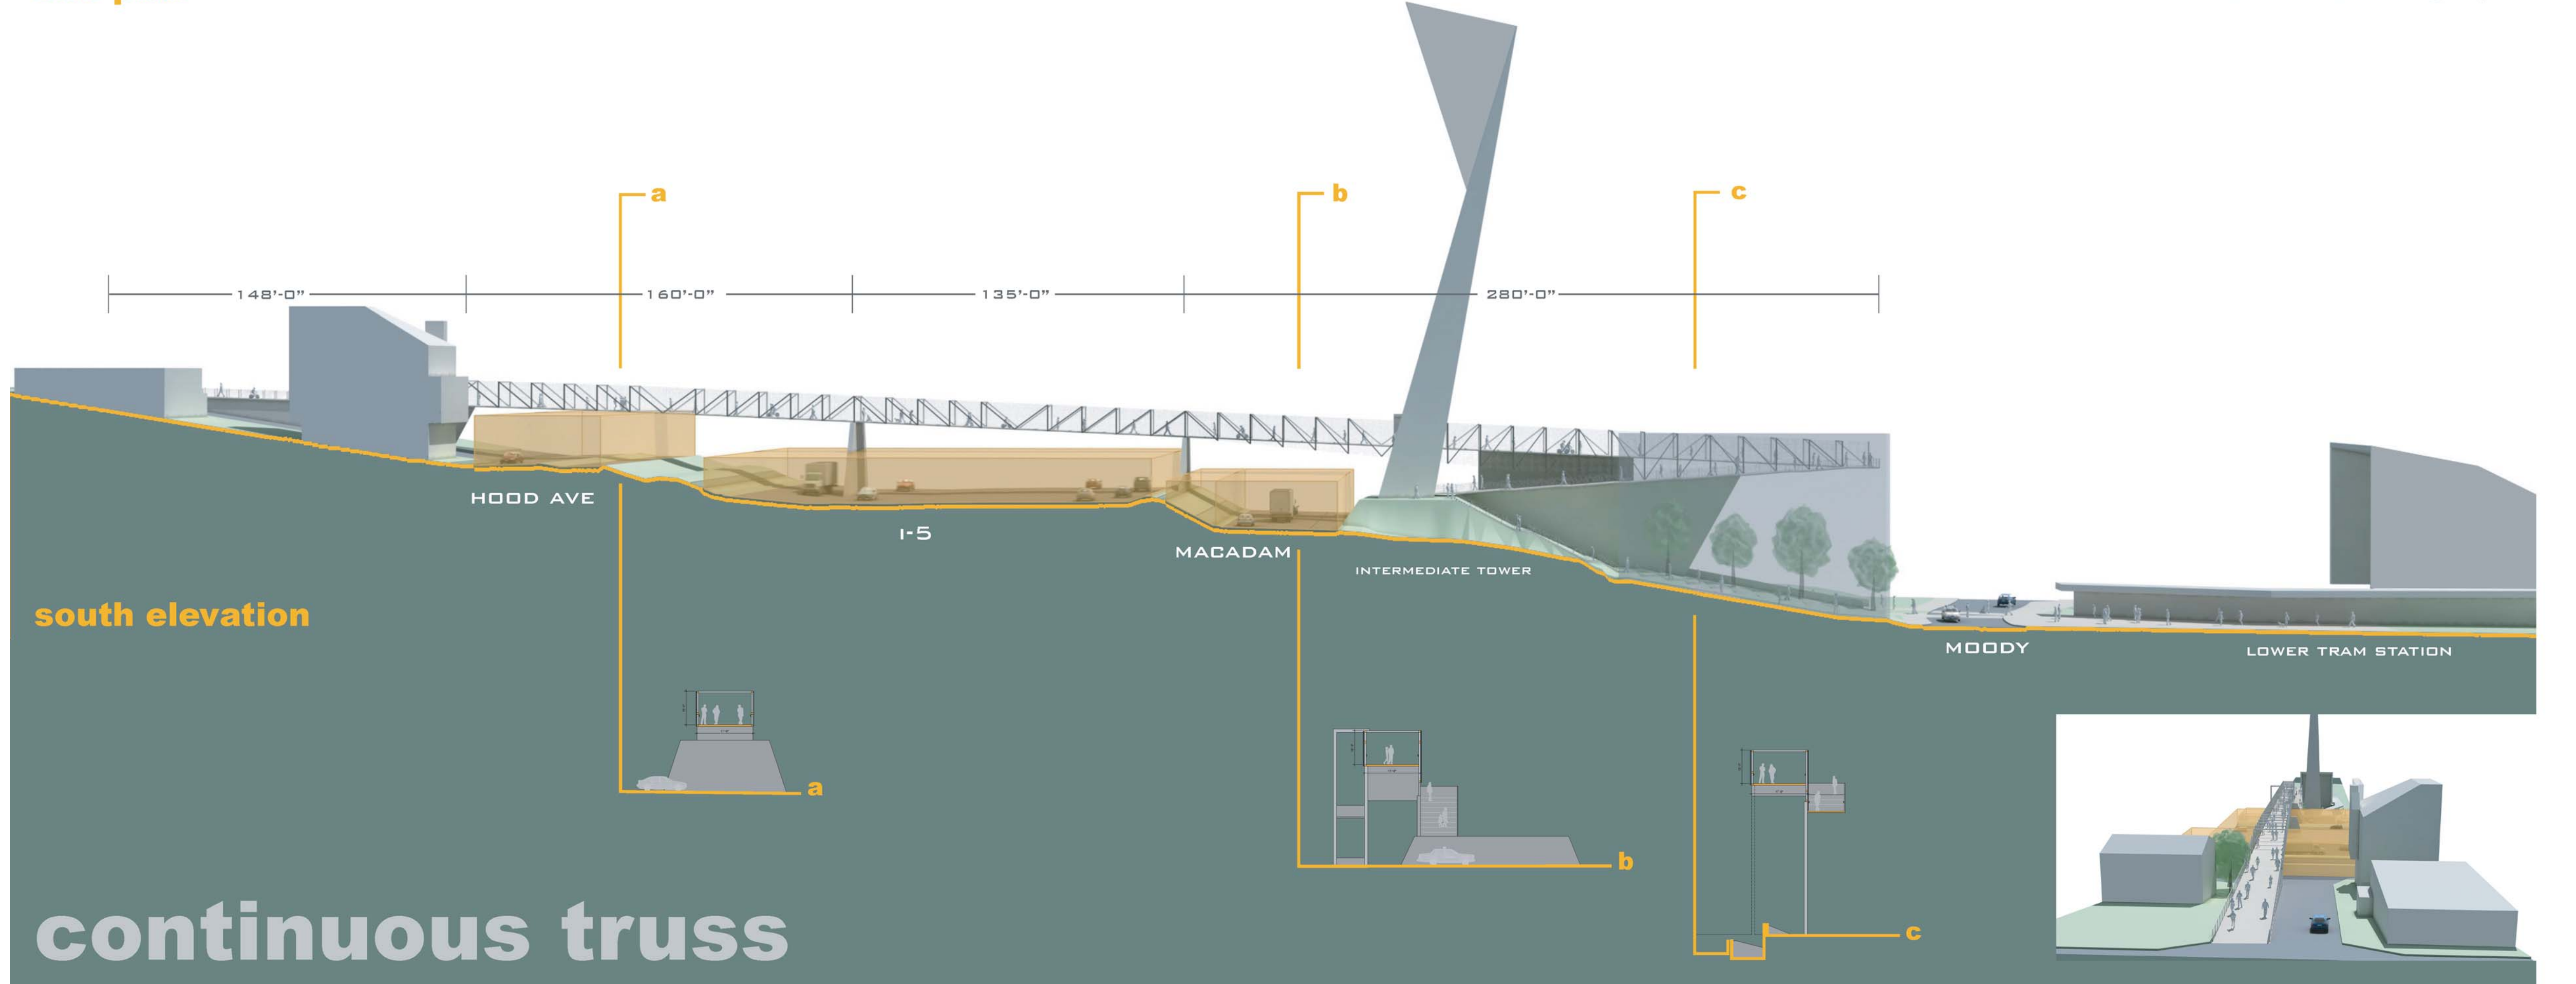 a
b
c
148'-0"
160'-0"
135'-0"
280'-0"
HOOD AVE
I-5
MACADAM
INTERMEDIATE TOWER
MOODY
LOWER TRAM STATION
south elevation
a
b
c
continuous truss